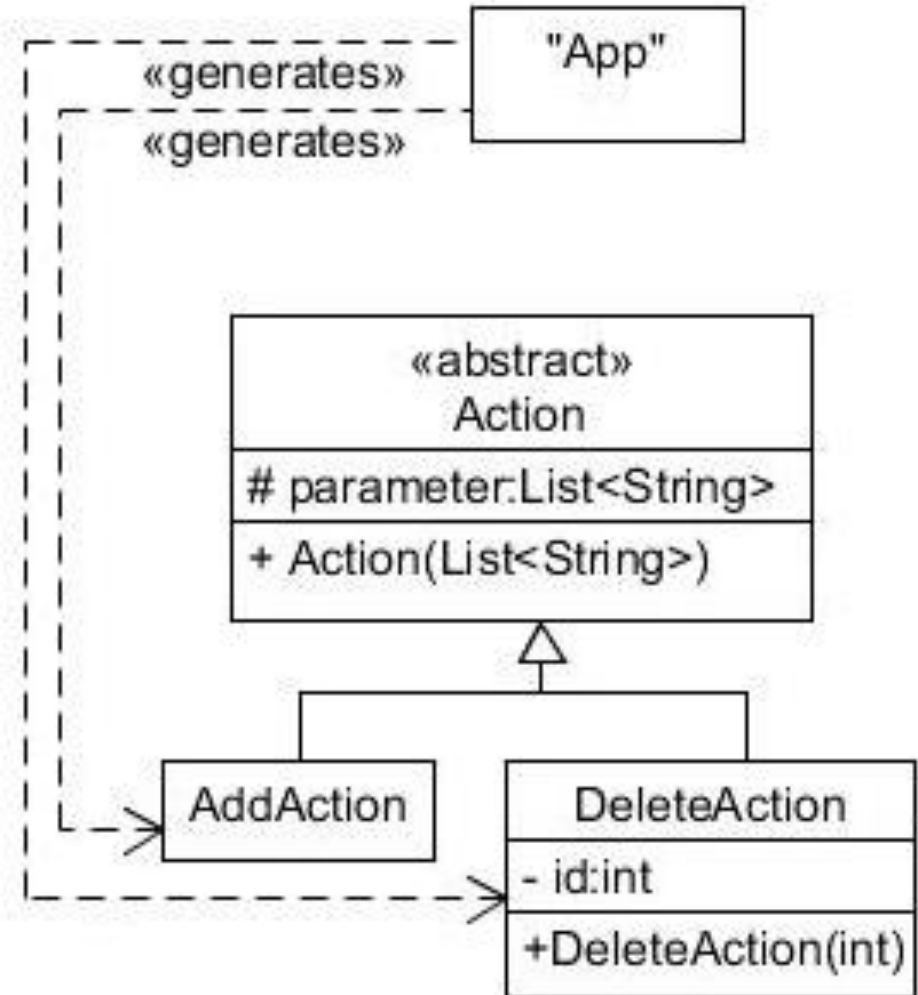 "App"
«generates»
«generates»
«abstract»
Action
# parameter:List<String>
+ Action(List<String>)
AddAction
DeleteAction
- id:int
+DeleteAction(int)